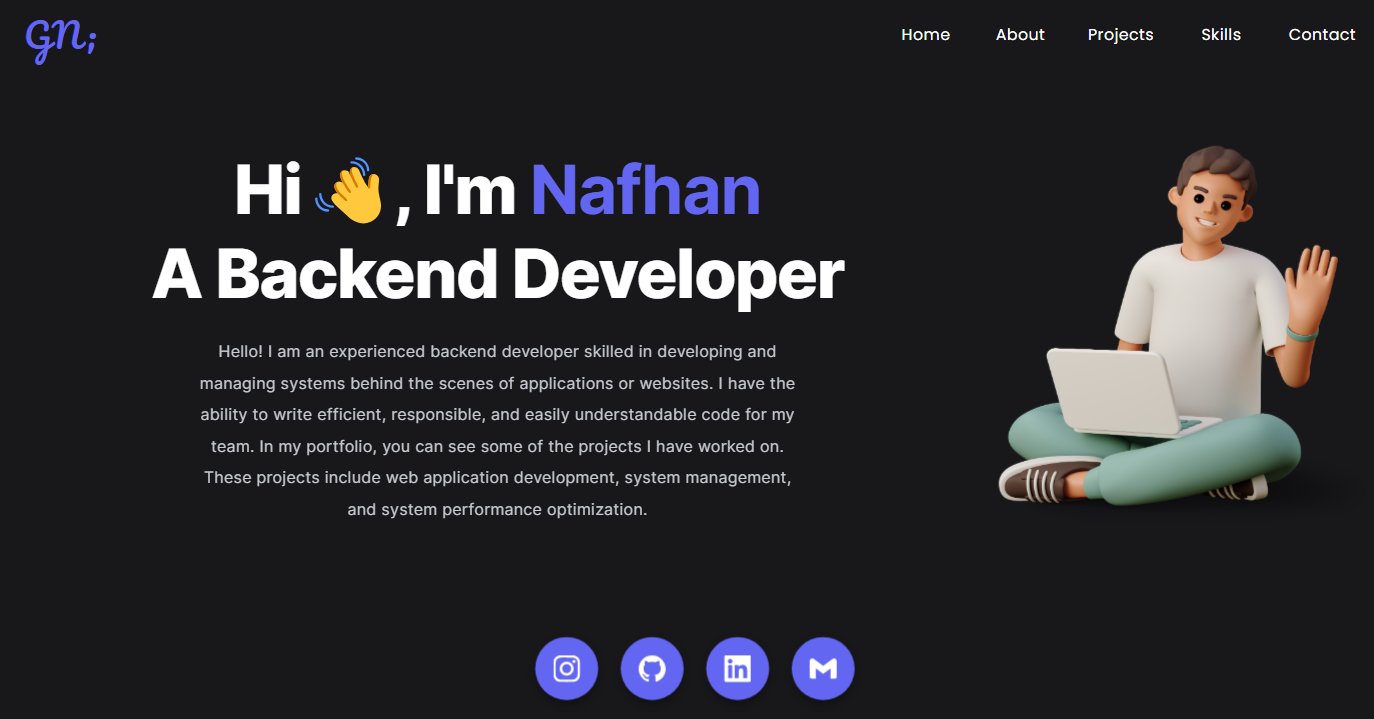 GN;
Home About Projects Skills Contact
Hi 👋, I'm Nafhan
A Backend Developer
Hello! I am an experienced backend developer skilled in developing and
managing systems behind the scenes of applications or websites. I have the
ability to write efficient, responsible, and easily understandable code for my
team. In my portfolio, you can see some of the projects I have worked on.
These projects include web application development, system management,
and system performance optimization.
in